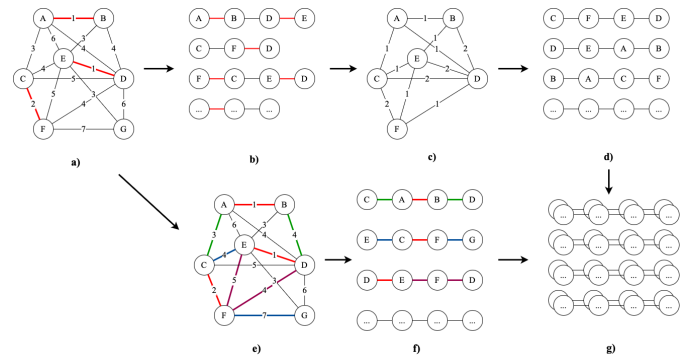 A 1 B
3 6 4 3 4
E
C 4 5 1 D
2 5 4 3 6
F 7 G
a)
A B D E
C F D
F C E D
... ... ...
b)
A 1 B
1 1 1 2
E
C 1 2 2 D
2 1 1
F
c)
C F E D
D E A B
B A C F
... ... ... ...
d)
A 1 B
3 6 4 3 4
E
C 4 5 1 D
2 5 4 3 6
F 7 G
e)
C A B D
E C F G
D E F D
... ... ... ...
f)
... ... ... ...
... ... ... ...
... ... ... ...
... ... ... ...
g)